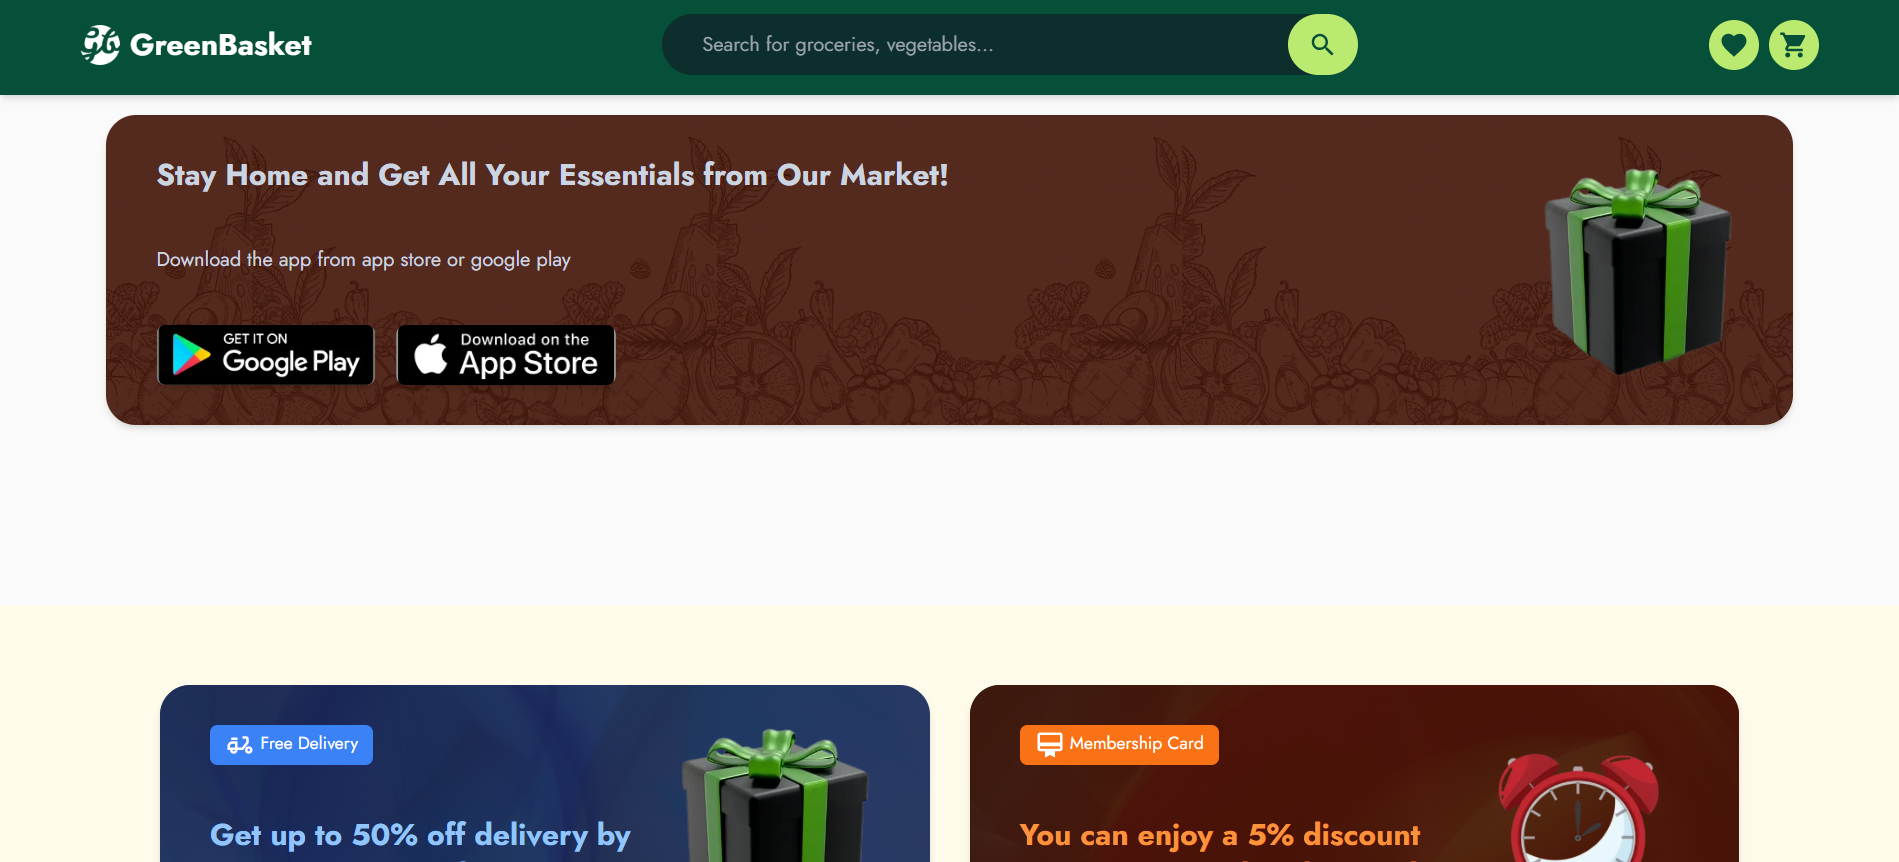 GreenBasket
Search for groceries, vegetables...
Stay Home and Get All Your Essentials from Our Market!
Download the app from app store or google play
GET IT ON
Google Play
Download on the
App Store
Free Delivery
Get up to 50% off delivery by
Membership Card
You can enjoy a 5% discount